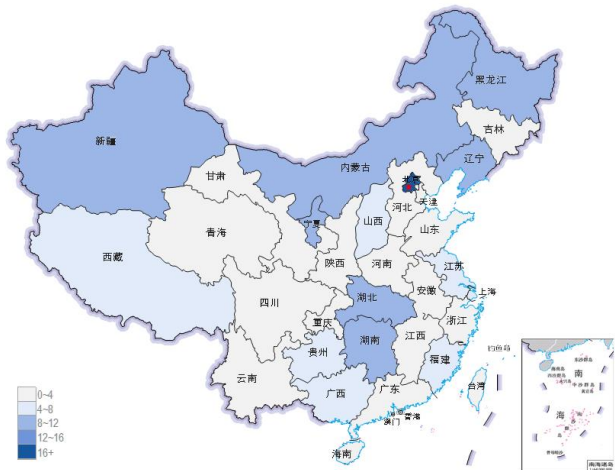 黑龙江
吉林
新疆
辽宁
内蒙古
甘肃
北京
天津
河北
宁夏
山西
山东
青海
陕西
河南
江苏
西藏
安徽
上海
湖北
四川
重庆
浙江
江西
湖南
贵州
福建
钓鱼岛
云南
广西
广东
台湾
香港
澳门
海南
0-4
4-8
8-12
12-16
16+
南
海
南海诸岛